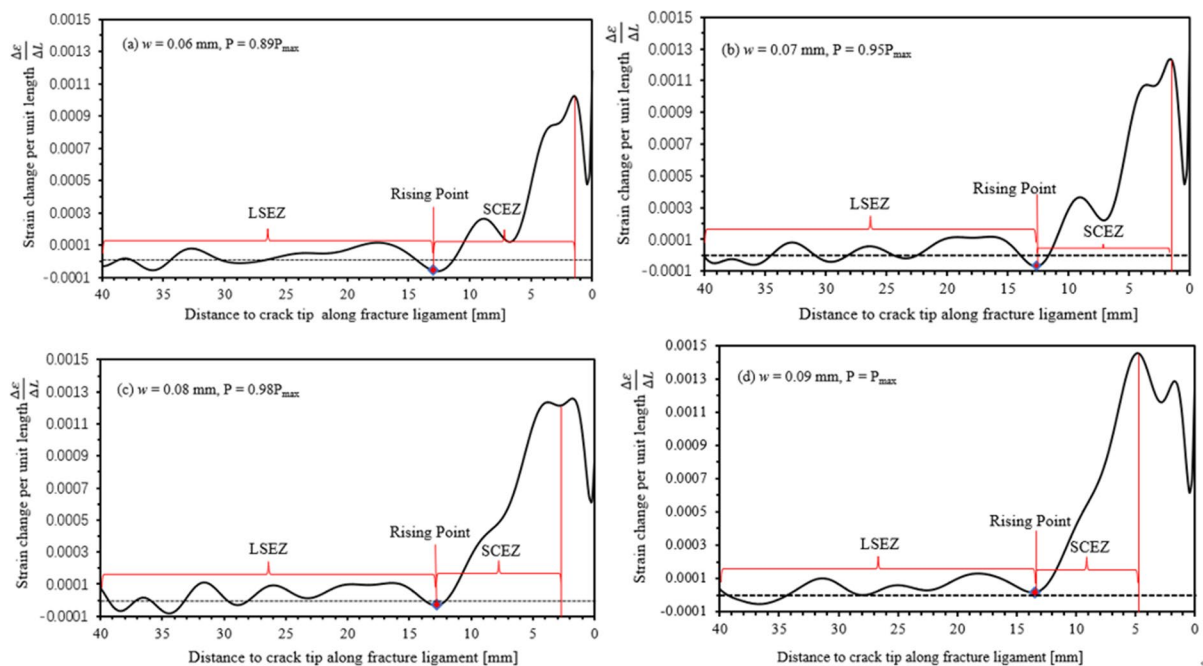 (a) w = 0.06 mm, P = 0.89Pmax
Strain change per unit length Δε/ΔL
0.0015
0.0013
0.0011
0.0009
0.0007
0.0005
0.0003
0.0001
-0.0001
LSEZ
Rising Point
SCEZ
40 35 30 25 20 15 10 5 0
Distance to crack tip along fracture ligament [mm]
(b) w = 0.07 mm, P = 0.95Pmax
Strain change per unit length Δε/ΔL
0.0015
0.0013
0.0011
0.0009
0.0007
0.0005
0.0003
0.0001
-0.0001
LSEZ
Rising Point
SCEZ
40 35 30 25 20 15 10 5 0
Distance to crack tip along fracture ligament [mm]
(c) w = 0.08 mm, P = 0.98Pmax
Strain change per unit length Δε/ΔL
0.0015
0.0013
0.0011
0.0009
0.0007
0.0005
0.0003
0.0001
-0.0001
LSEZ
Rising Point
SCEZ
40 35 30 25 20 15 10 5 0
Distance to crack tip along fracture ligament [mm]
(d) w = 0.09 mm, P = Pmax
Strain change per unit length Δε/ΔL
0.0015
0.0013
0.0011
0.0009
0.0007
0.0005
0.0003
0.0001
-0.0001
LSEZ
Rising Point
SCEZ
40 35 30 25 20 15 10 5 0
Distance to crack tip along fracture ligament [mm]